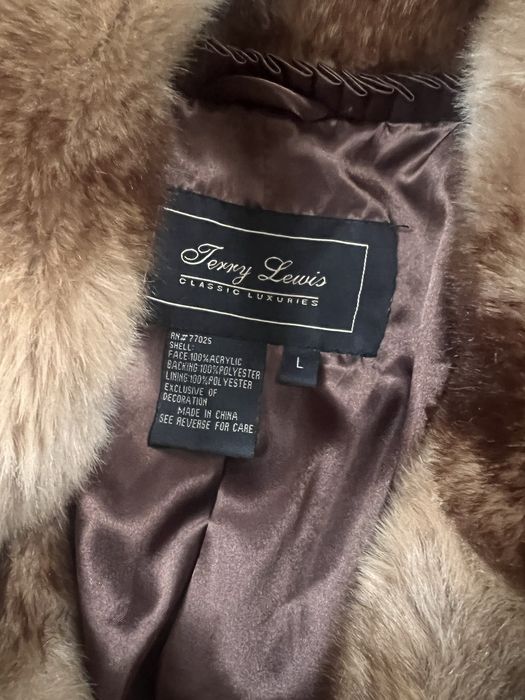 Terry Lewis
CLASSIC LUXURIES
RN# 77025
SHELL:
FACE:100%ACRYLIC
BACKING:100%POLYESTER
LINING:100%POLYESTER
EXCLUSIVE OF
DECORATION
MADE IN CHINA
SEE REVERSE FOR CARE
L